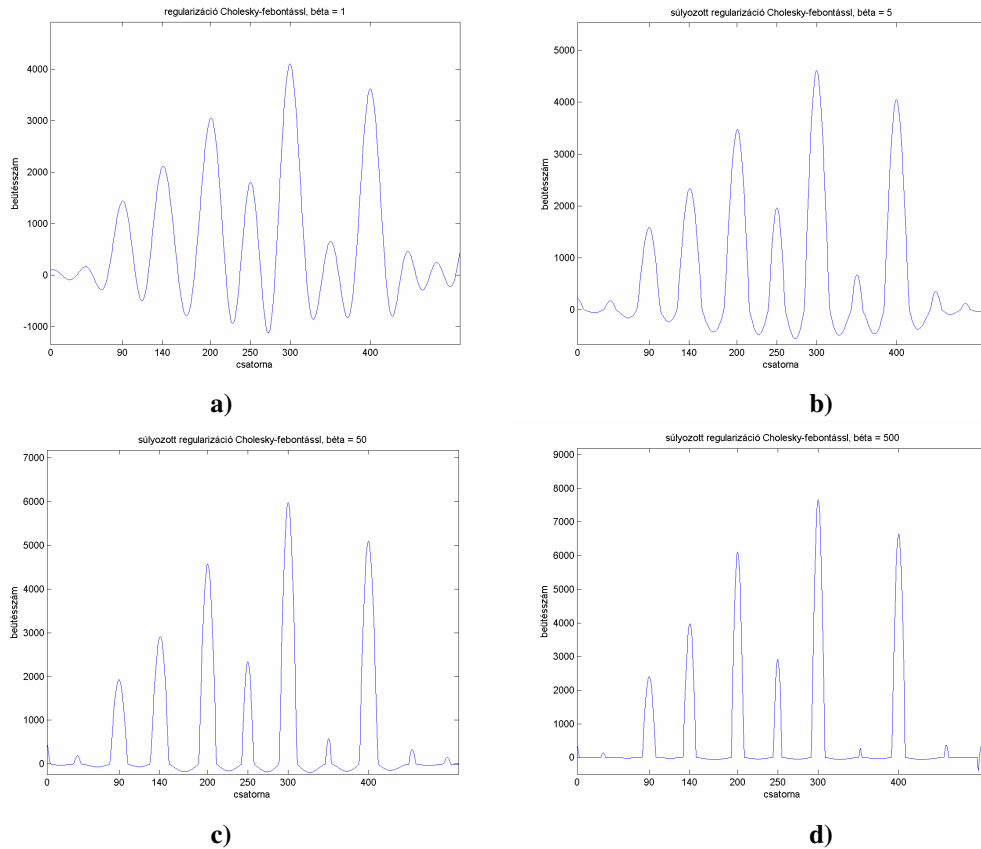 regularizáció Cholesky-febontássl, béta = 1
4000
3000
2000
1000
0
-1000
beütésszám
0 90 140 200 250 300 400
csatorna
a)
súlyozott regularizáció Cholesky-febontássl, béta = 5
5000
4000
3000
2000
1000
0
beütésszám
0 90 140 200 250 300 400
csatorna
b)
súlyozott regularizáció Cholesky-febontássl, béta = 50
7000
6000
5000
4000
3000
2000
1000
0
beütésszám
0 90 140 200 250 300 400
csatorna
c)
súlyozott regularizáció Cholesky-febontássl, béta = 500
9000
8000
7000
6000
5000
4000
3000
2000
1000
0
beütésszám
0 90 140 200 250 300 400
csatorna
d)